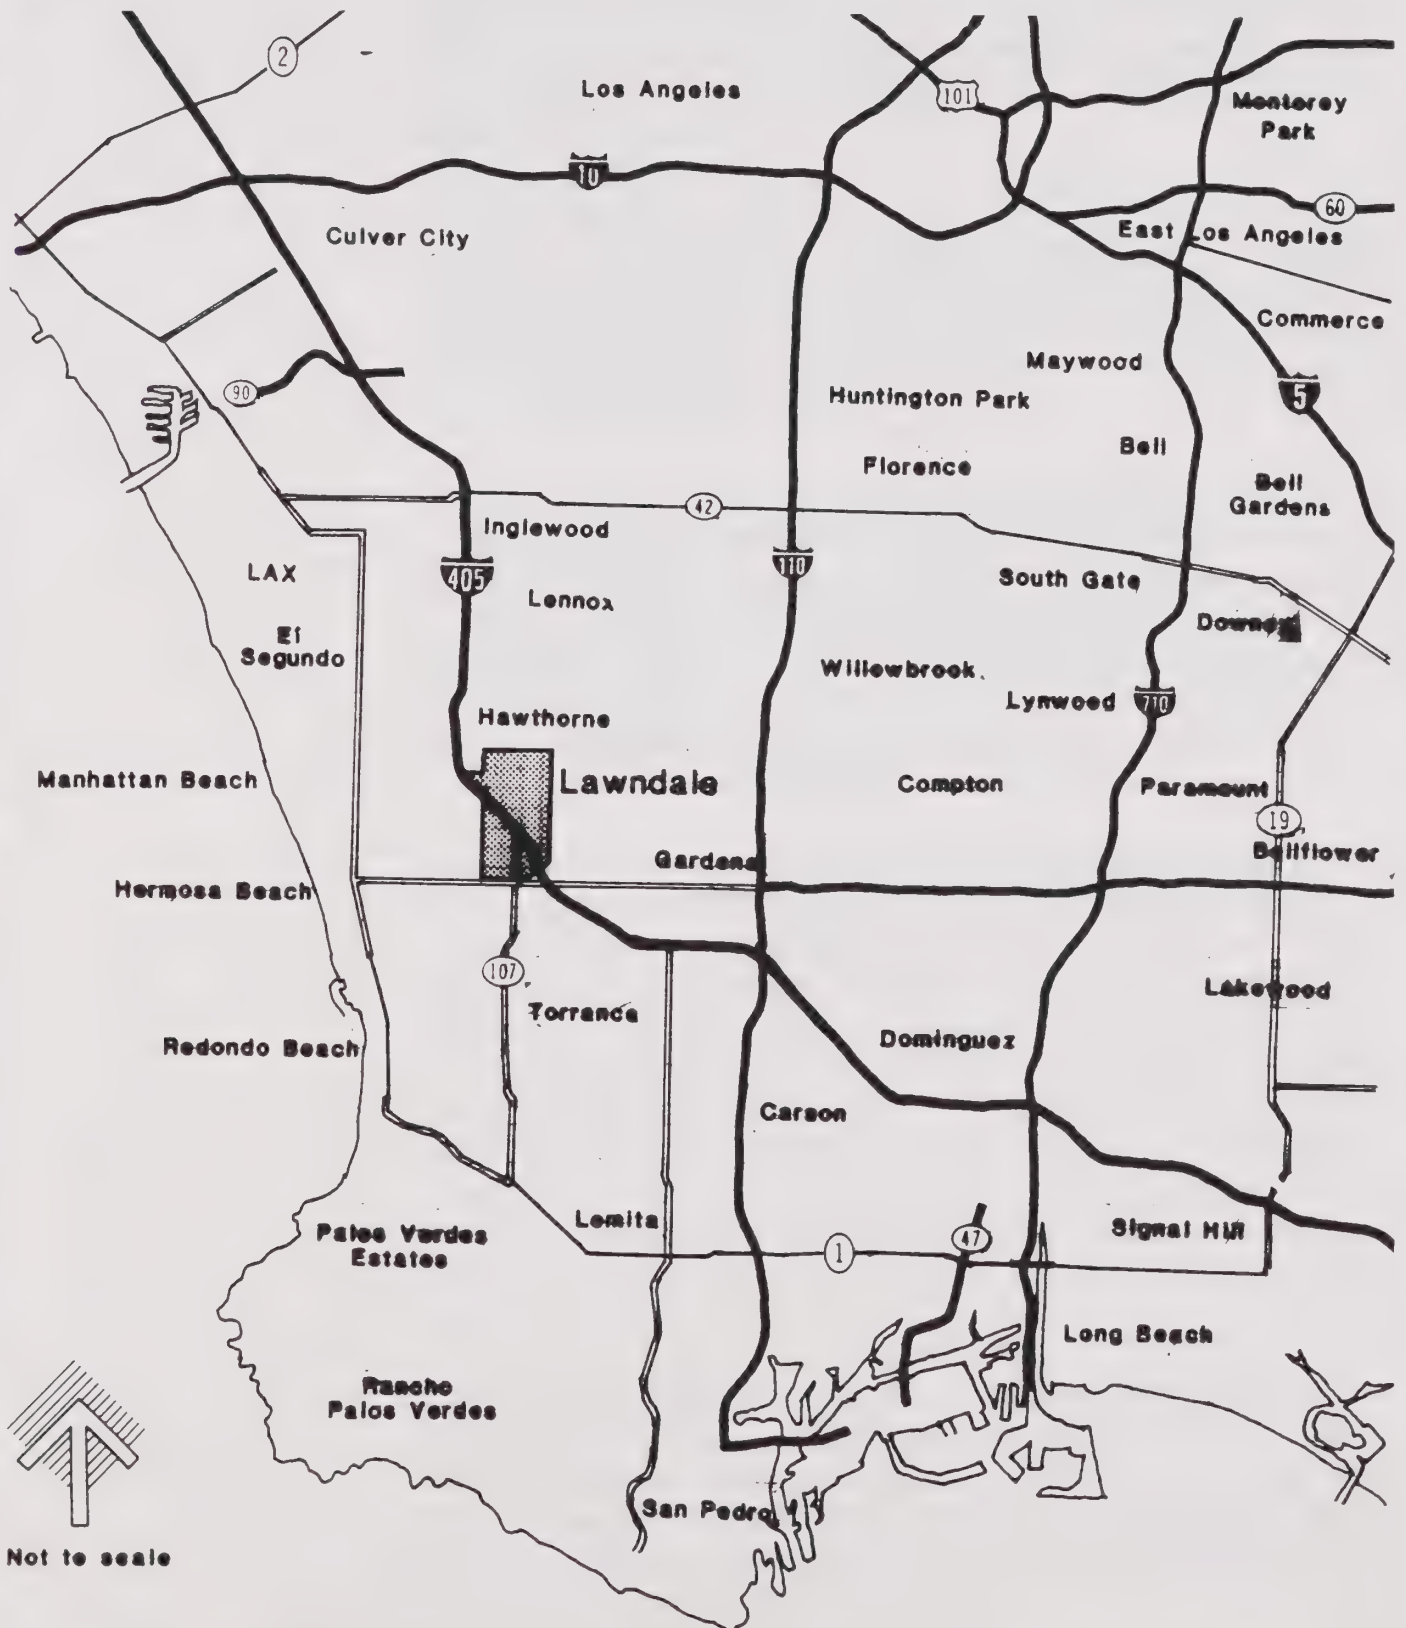 2
Los Angeles
101
Monterey
Park
10
60
Culver City
East Los Angeles
Commerce
Maywood
90
Huntington Park
5
Bell
Florence
Bell
Gardens
42
Inglewood
110
LAX
405
South Gate
Lennox
Downey
El
Segundo
Willowbrook
Lynwood
710
Hawthorne
Manhattan Beach
Lawndale
Compton
Paramount
19
Gardena
Bellflower
Hermosa Beach
107
Lakewood
Torrance
Redondo Beach
Dominguez
Carson
Palos Verdes
Estates
Lomita
1
47
Signal Hill
Long Beach
Rancho
Palos Verdes
San Pedro
Not to scale